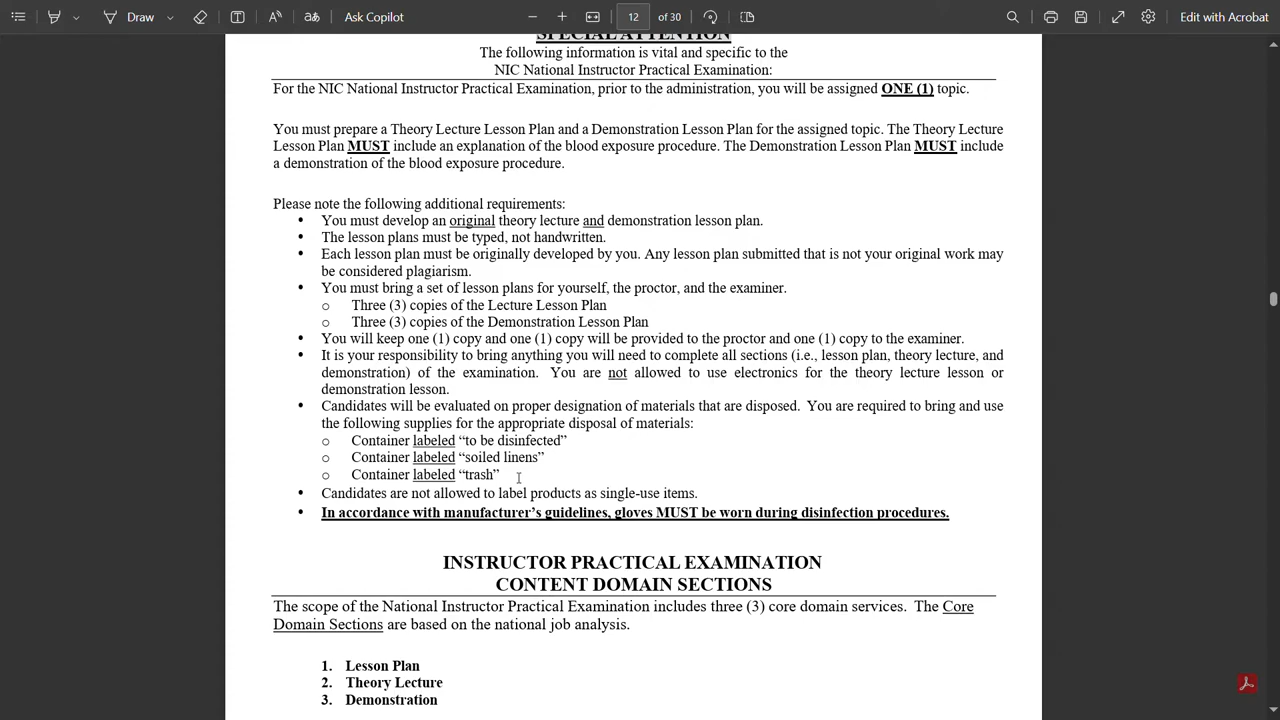 Draw
Ask Copilot
12 of 30
Edit with Acrobat
SPECIAL ATTENTION
The following information is vital and specific to the
NIC National Instructor Practical Examination:
For the NIC National Instructor Practical Examination, prior to the administration, you will be assigned ONE (1) topic.
You must prepare a Theory Lecture Lesson Plan and a Demonstration Lesson Plan for the assigned topic. The Theory Lecture
Lesson Plan MUST include an explanation of the blood exposure procedure. The Demonstration Lesson Plan MUST include
a demonstration of the blood exposure procedure.
Please note the following additional requirements:
• You must develop an original theory lecture and demonstration lesson plan.
• The lesson plans must be typed, not handwritten.
• Each lesson plan must be originally developed by you. Any lesson plan submitted that is not your original work may
be considered plagiarism.
• You must bring a set of lesson plans for yourself, the proctor, and the examiner.
o Three (3) copies of the Lecture Lesson Plan
o Three (3) copies of the Demonstration Lesson Plan
• You will keep one (1) copy and one (1) copy will be provided to the proctor and one (1) copy to the examiner.
• It is your responsibility to bring anything you will need to complete all sections (i.e., lesson plan, theory lecture, and
demonstration) of the examination. You are not allowed to use electronics for the theory lecture lesson or
demonstration lesson.
• Candidates will be evaluated on proper designation of materials that are disposed. You are required to bring and use
the following supplies for the appropriate disposal of materials:
o Container labeled “to be disinfected”
o Container labeled “soiled linens”
o Container labeled “trash”
• Candidates are not allowed to label products as single-use items.
• In accordance with manufacturer’s guidelines, gloves MUST be worn during disinfection procedures.
INSTRUCTOR PRACTICAL EXAMINATION
CONTENT DOMAIN SECTIONS
The scope of the National Instructor Practical Examination includes three (3) core domain services. The Core
Domain Sections are based on the national job analysis.
1. Lesson Plan
2. Theory Lecture
3. Demonstration